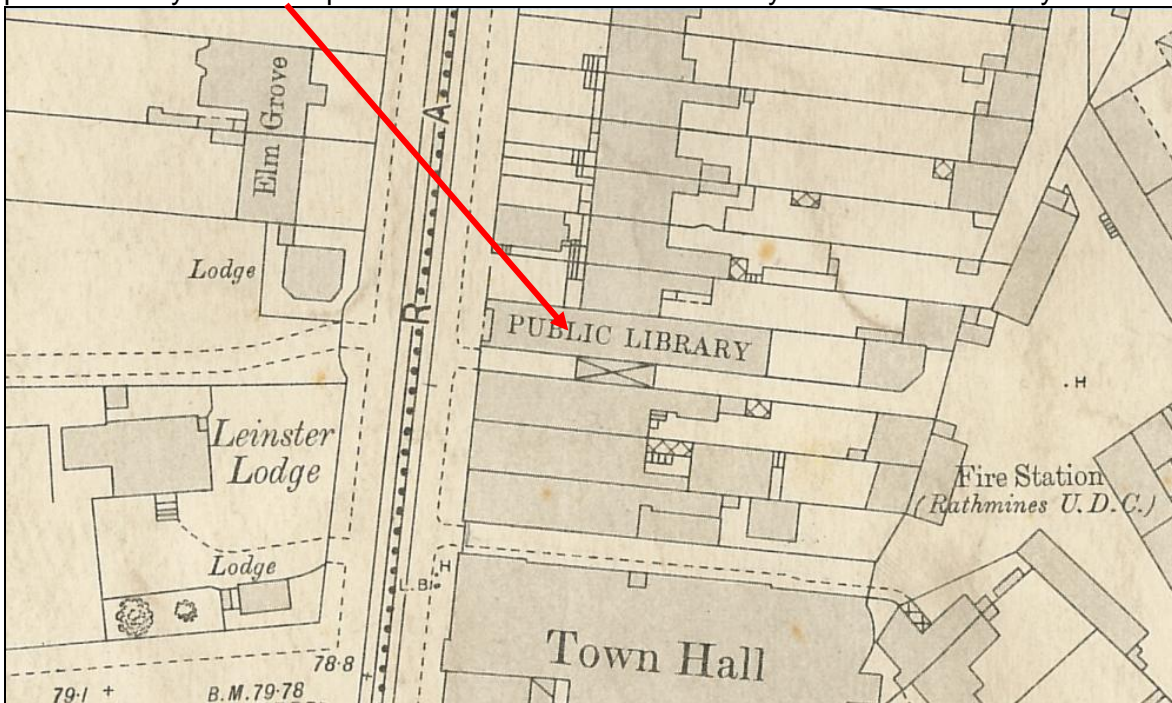 Elm Grove
A
Lodge
R
PUBLIC LIBRARY
. H
Leinster
Lodge
Fire Station
(Rathmines U.D.C.)
Lodge
H
L.B.
Town Hall
78·8
79·1 +
B.M.79·78